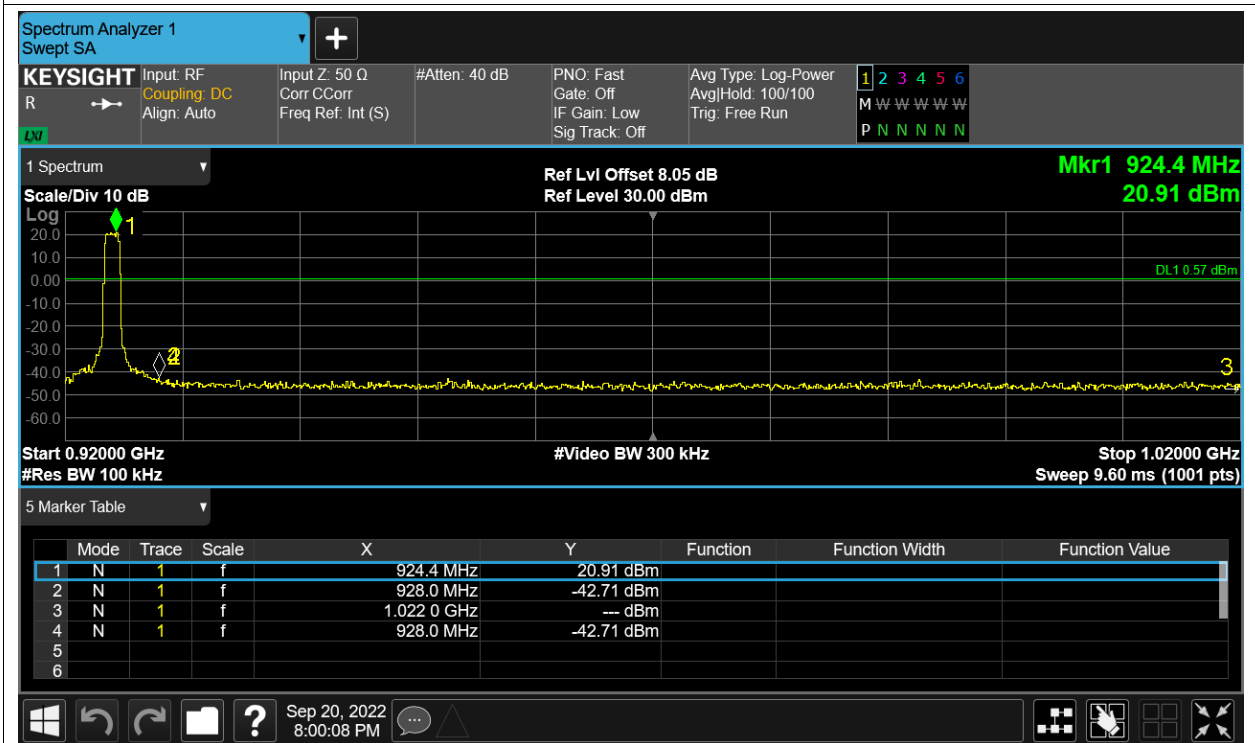 Spectrum Analyzer 1
Swept SA
KEYSIGHT Input: RF Input Z: 50 Ω #Atten: 40 dB PNO: Fast Avg Type: Log-Power 1 2 3 4 5 6
R Coupling: DC Corr CCorr Gate: Off Avg|Hold: 100/100 M W W W W W
Align: Auto Freq Ref: Int (S) IF Gain: Low Trig: Free Run
LXI Sig Track: Off P N N N N N
1 Spectrum Ref Lvl Offset 8.05 dB Mkr1 924.4 MHz
Scale/Div 10 dB Ref Level 30.00 dBm 20.91 dBm
Log
1
20.0
10.0
0.00 DL1 0.57 dBm
-10.0
-20.0
-30.0
2
-40.0 3
-50.0
-60.0
Start 0.92000 GHz #Video BW 300 kHz Stop 1.02000 GHz
#Res BW 100 kHz Sweep 9.60 ms (1001 pts)
5 Marker Table
Mode Trace Scale X Y Function Function Width Function Value
1 N 1 f 924.4 MHz 20.91 dBm
2 N 1 f 928.0 MHz -42.71 dBm
3 N 1 f 1.022 0 GHz --- dBm
4 N 1 f 928.0 MHz -42.71 dBm
5
6
? Sep 20, 2022
8:00:08 PM